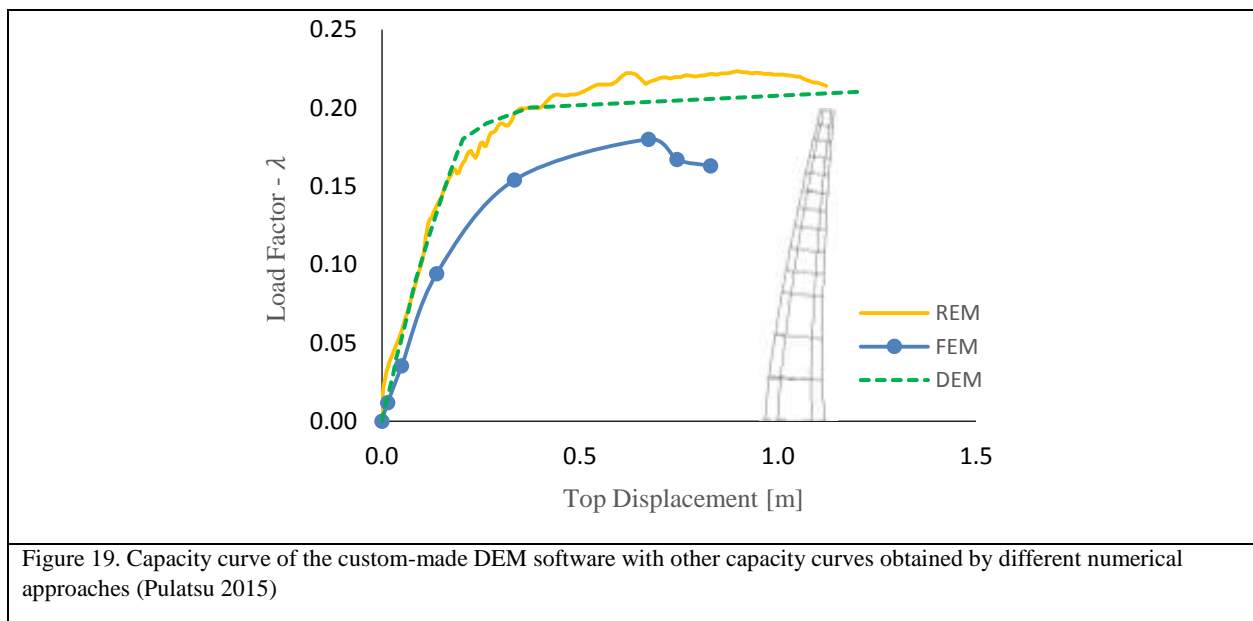 0.25
0.20
0.15
0.10
0.05
0.00
Load Factor - λ
0.0
0.5
1.0
1.5
Top Displacement [m]
REM
FEM
DEM
Figure 19. Capacity curve of the custom-made DEM software with other capacity curves obtained by different numerical
approaches (Pulatsu 2015)